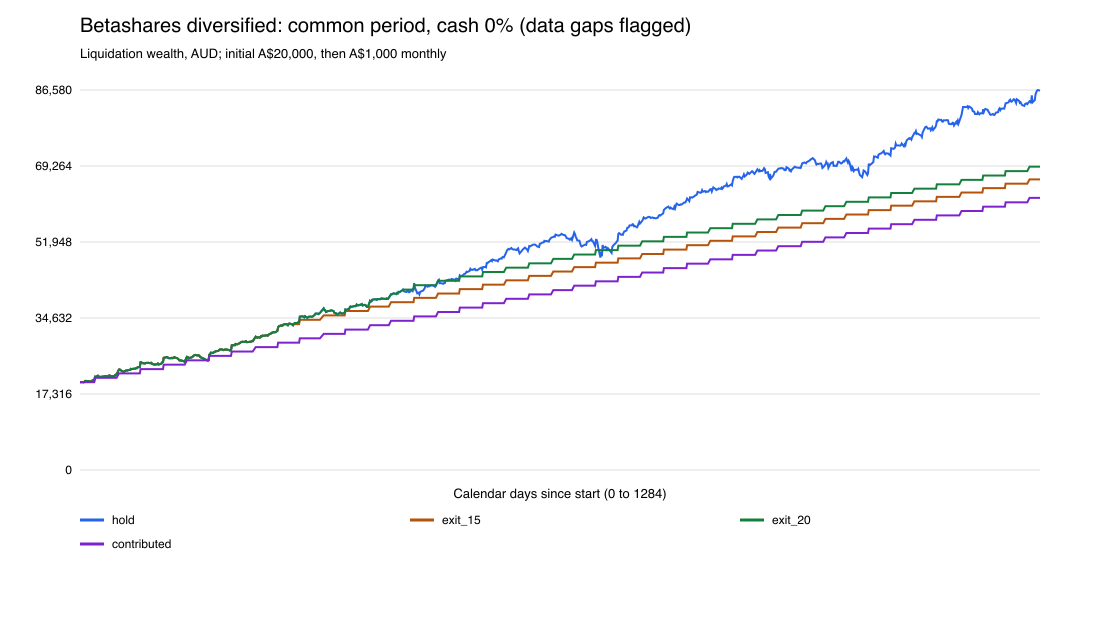 Betashares diversified: common period, cash 0% (data gaps flagged)
Liquidation wealth, AUD; initial A$20,000, then A$1,000 monthly
86,580
69,264
51,948
34,632
17,316
0
Calendar days since start (0 to 1284)
hold
exit_15
exit_20
contributed